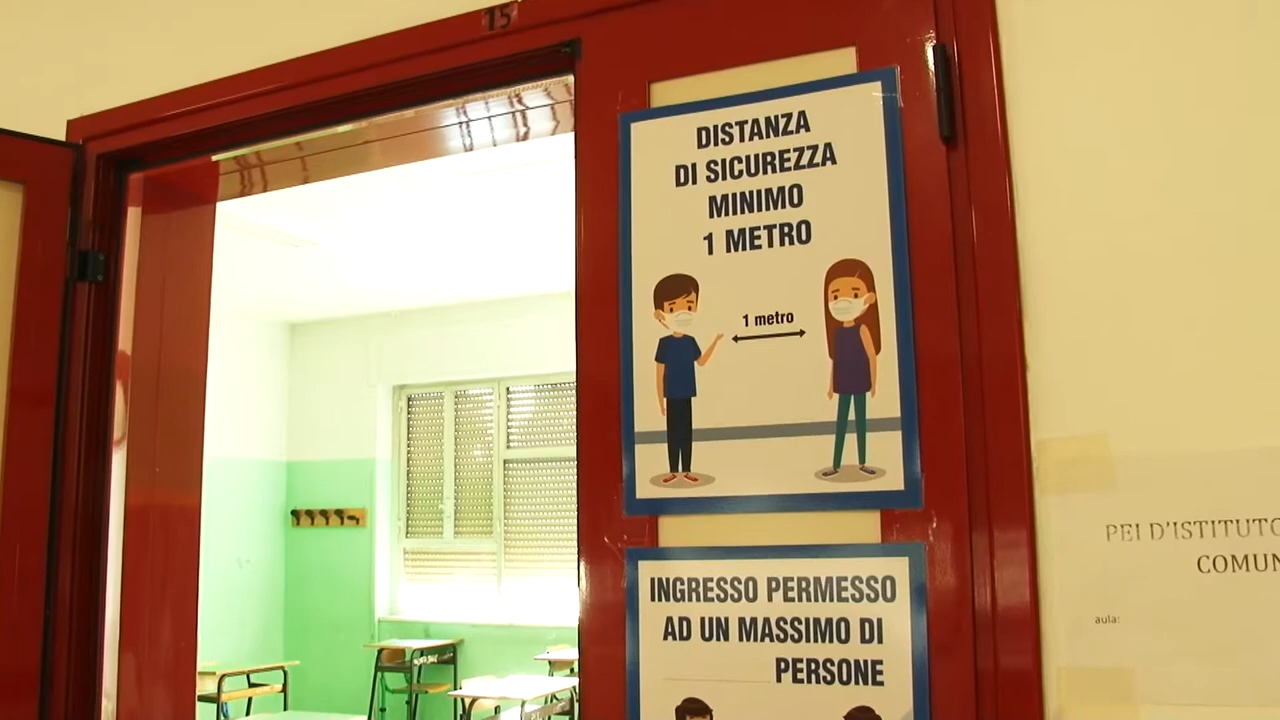 15
DISTANZA
DI SICUREZZA
MINIMO
1 METRO
1 metro
INGRESSO PERMESSO
AD UN MASSIMO DI
PERSONE
PEI D'ISTITUTO
COMUN
aula: